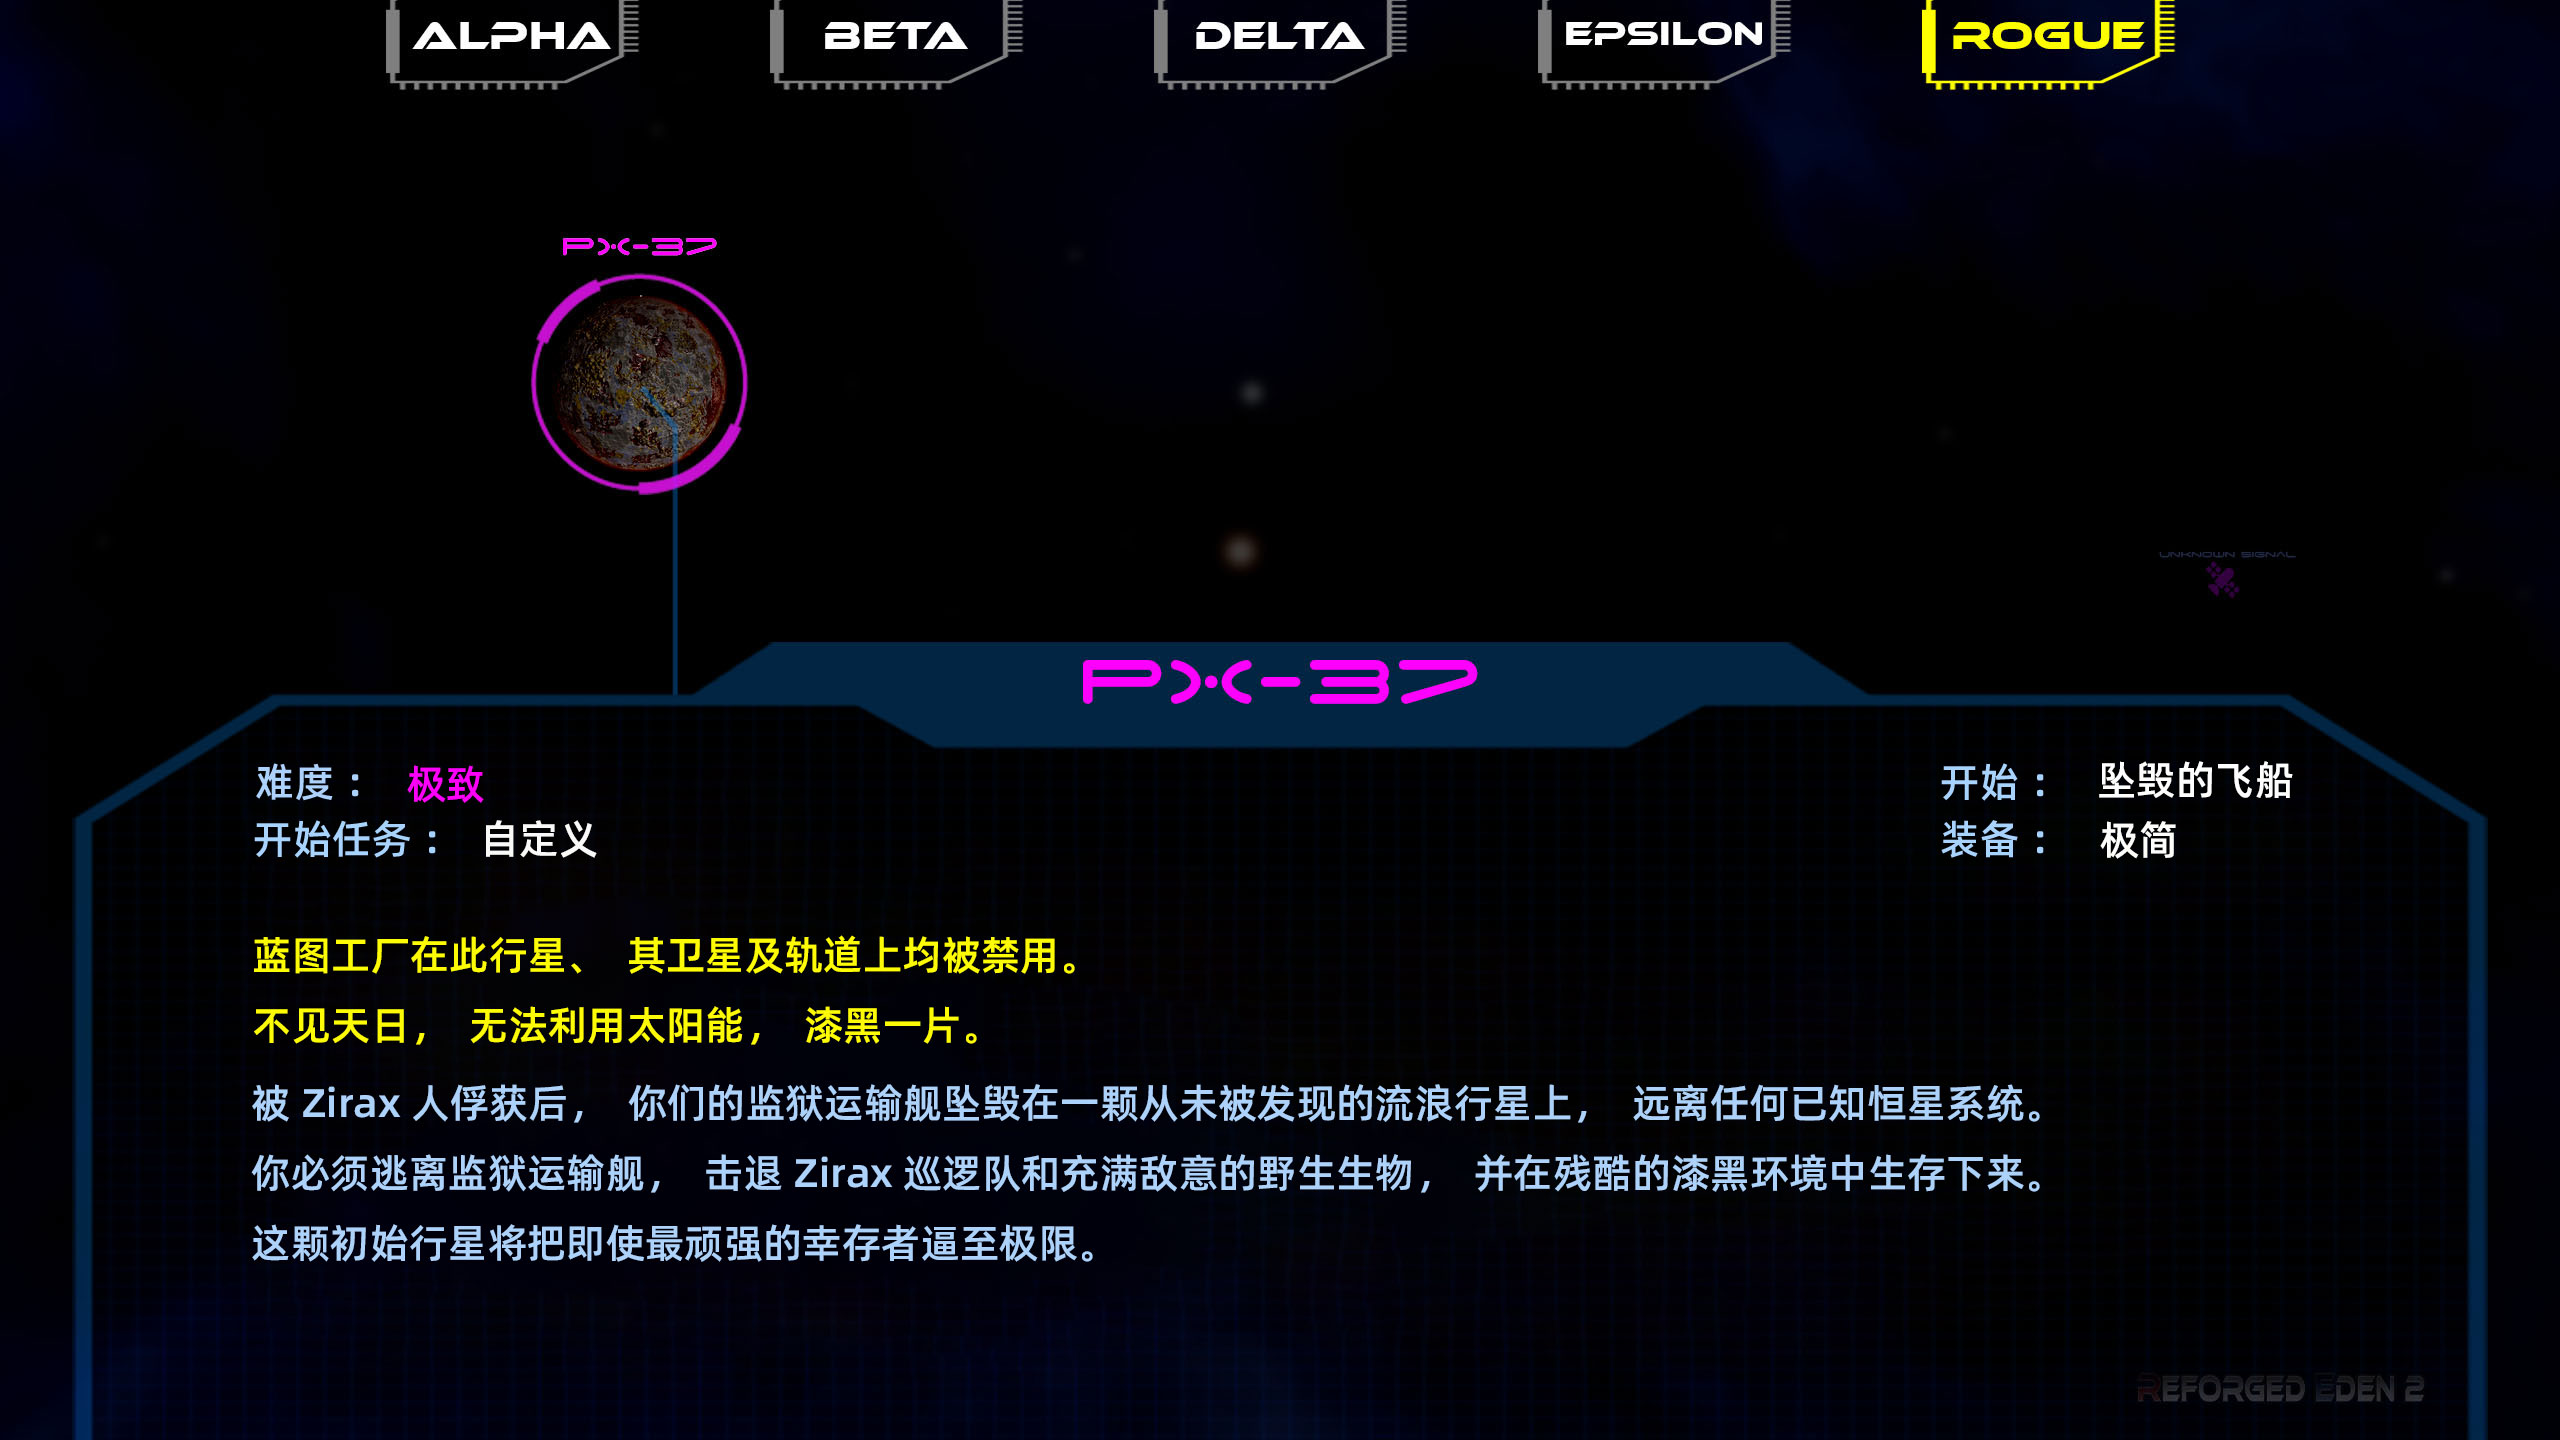 ALPHA BETA DELTA EPSILON ROGUE
PX-37
UNKNOWN SIGNAL
PX-37
难度： 极致 开始： 坠毁的飞船
开始任务： 自定义 装备： 极简
蓝图工厂在此行星、 其卫星及轨道上均被禁用。
不见天日， 无法利用太阳能， 漆黑一片。
被 Zirax 人俘获后， 你们的监狱运输舰坠毁在一颗从未被发现的流浪行星上， 远离任何已知恒星系统。
你必须逃离监狱运输舰， 击退 Zirax 巡逻队和充满敌意的野生生物， 并在残酷的漆黑环境中生存下来。
这颗初始行星将把即使最顽强的幸存者逼至极限。
REFORGED EDEN 2